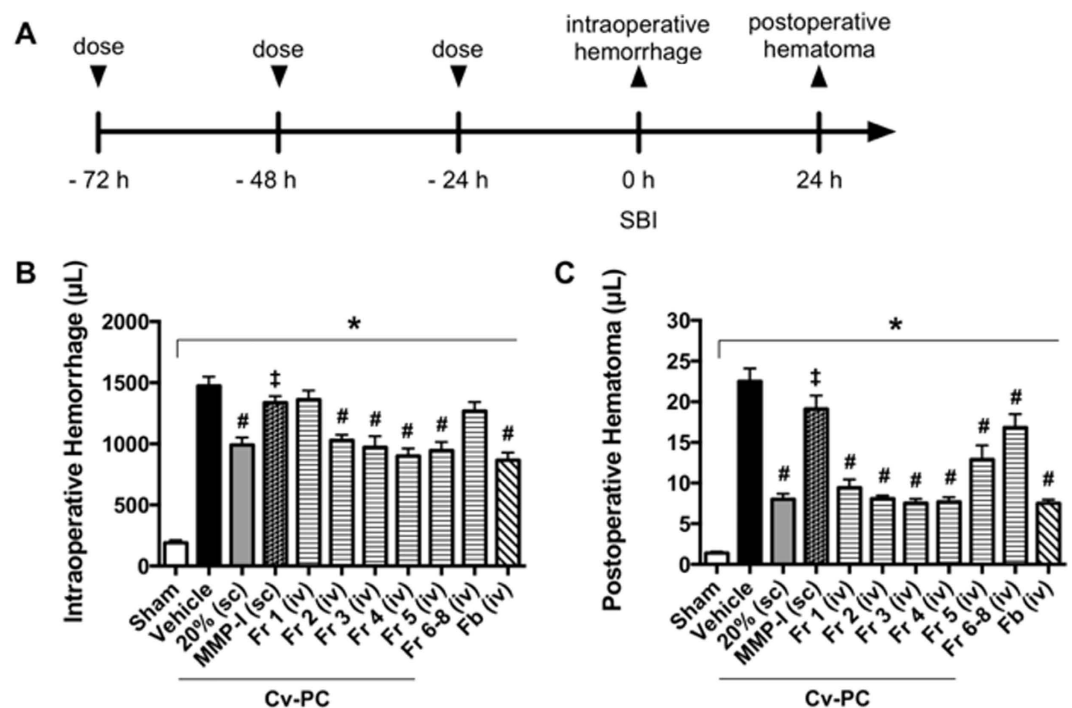 A
dose
dose
dose
intraoperative
hemorrhage
postoperative
hematoma
- 72 h
- 48 h
- 24 h
0 h
24 h
SBI
B
Intraoperative Hemorrhage (µL)
2000
1500
1000
500
0
*
#
‡
#
#
#
#
#
Sham
Vehicle
20% (sc)
MMP-I (sc)
Fr 1 (iv)
Fr 2 (iv)
Fr 3 (iv)
Fr 4 (iv)
Fr 5 (iv)
Fr 6-8 (iv)
Fb (iv)
Cv-PC
C
Postoperative Hematoma (µL)
30
25
20
15
10
5
0
*
#
‡
#
#
#
#
#
#
#
Sham
Vehicle
20% (sc)
MMP-I (sc)
Fr 1 (iv)
Fr 2 (iv)
Fr 3 (iv)
Fr 4 (iv)
Fr 5 (iv)
Fr 6-8 (iv)
Fb (iv)
Cv-PC